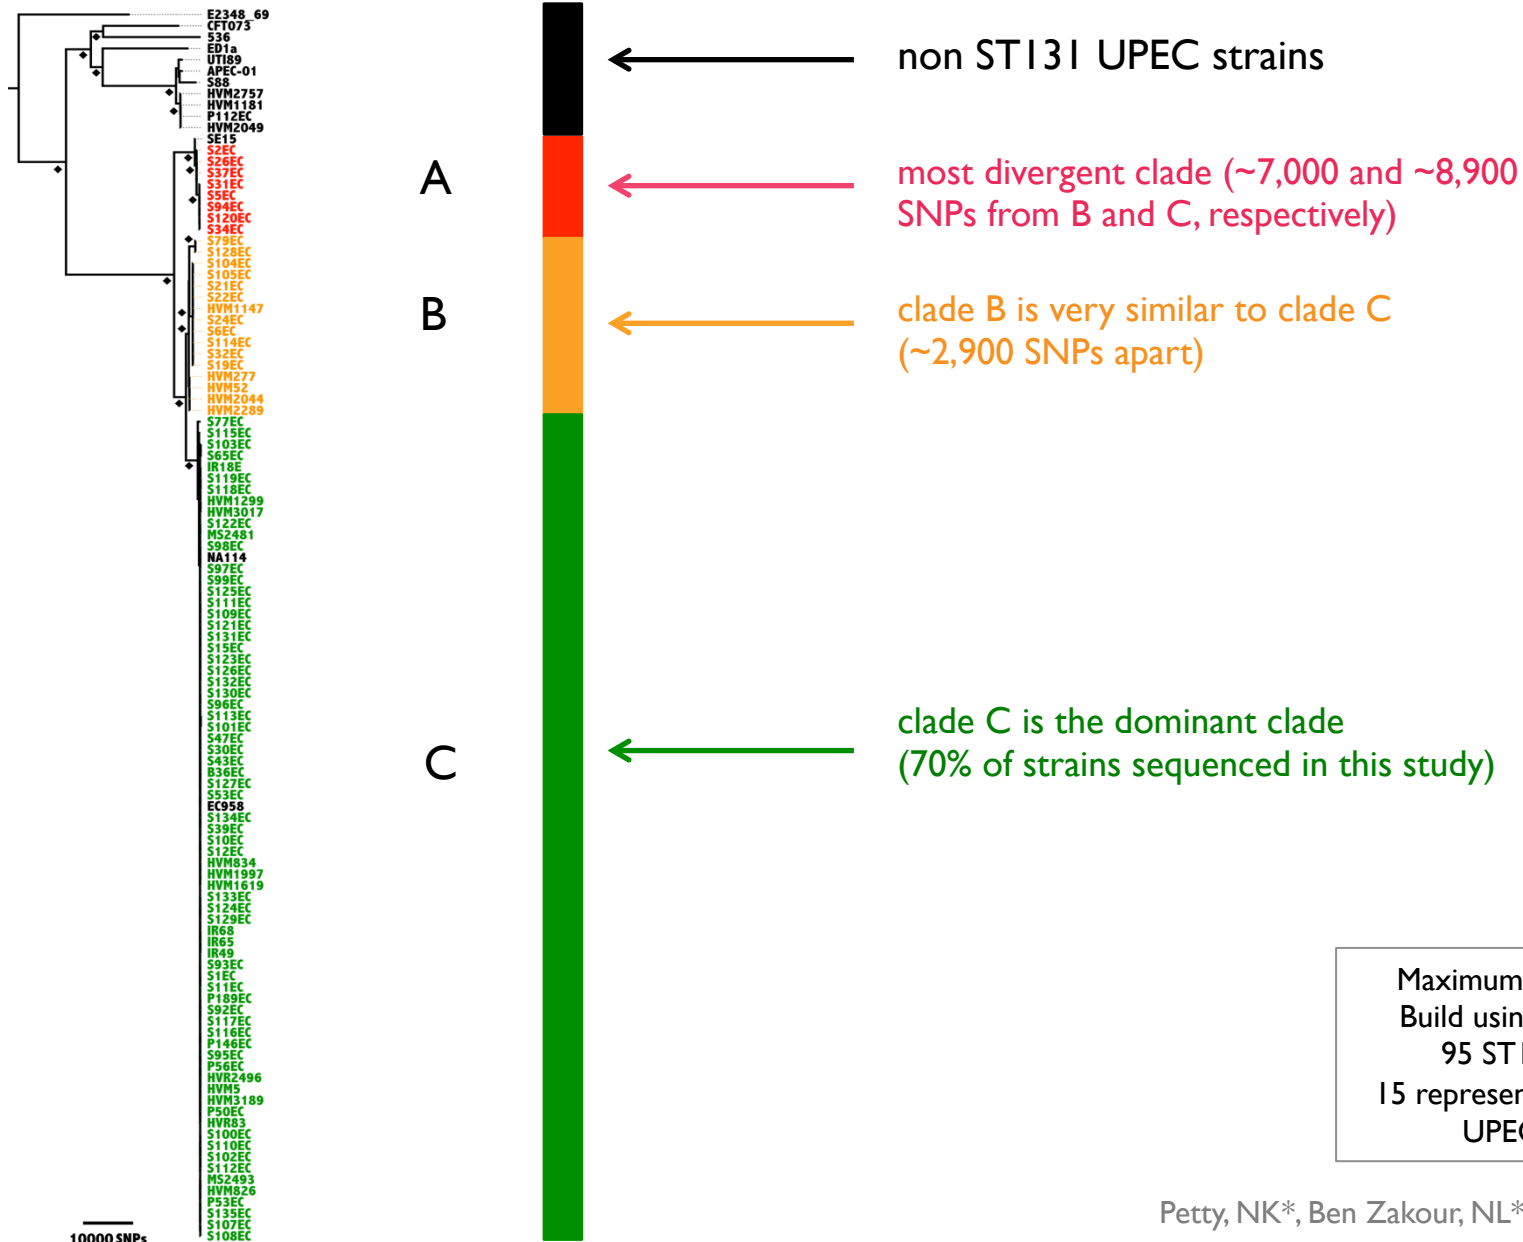 E2348_69
CFT073
536
ED1a
UTI89
APEC-01
S88
HVM2757
HVM1181
P112EC
HVM2049
SE15
S2EC
S26EC
S37EC
S31EC
S5EC
S94EC
S120EC
S34EC
S79EC
S128EC
S104EC
S105EC
S21EC
S22EC
HVM1147
S24EC
S6EC
S114EC
S32EC
S19EC
HVM277
HVM52
HVM2044
HVM2289
S77EC
S115EC
S103EC
S65EC
IR18E
S119EC
S118EC
HVM1299
HVM3017
S122EC
MS2481
S98EC
NA114
S97EC
S99EC
S125EC
S111EC
S109EC
S121EC
S131EC
S15EC
S123EC
S126EC
S132EC
S130EC
S96EC
S113EC
S101EC
S47EC
S30EC
S43EC
B36EC
S127EC
S53EC
EC958
S134EC
S39EC
S10EC
S12EC
HVM834
HVM1997
HVM1619
S133EC
S124EC
S129EC
IR68
IR65
IR49
S93EC
S1EC
S11EC
P189EC
S92EC
S117EC
S116EC
P146EC
S95EC
P56EC
HVR2496
HVM5
HVM3189
P50EC
HVR83
S100EC
S110EC
S102EC
S112EC
MS2493
HVM826
P53EC
S135EC
S107EC
S108EC
10000 SNPs
A
B
C
non ST131 UPEC strains
most divergent clade (~7,000 and ~8,900
SNPs from B and C, respectively)
clade B is very similar to clade C
(~2,900 SNPs apart)
clade C is the dominant clade
(70% of strains sequenced in this study)
Maximum
Build usin
95 ST1
15 represen
UPEC
Petty, NK*, Ben Zakour, NL*